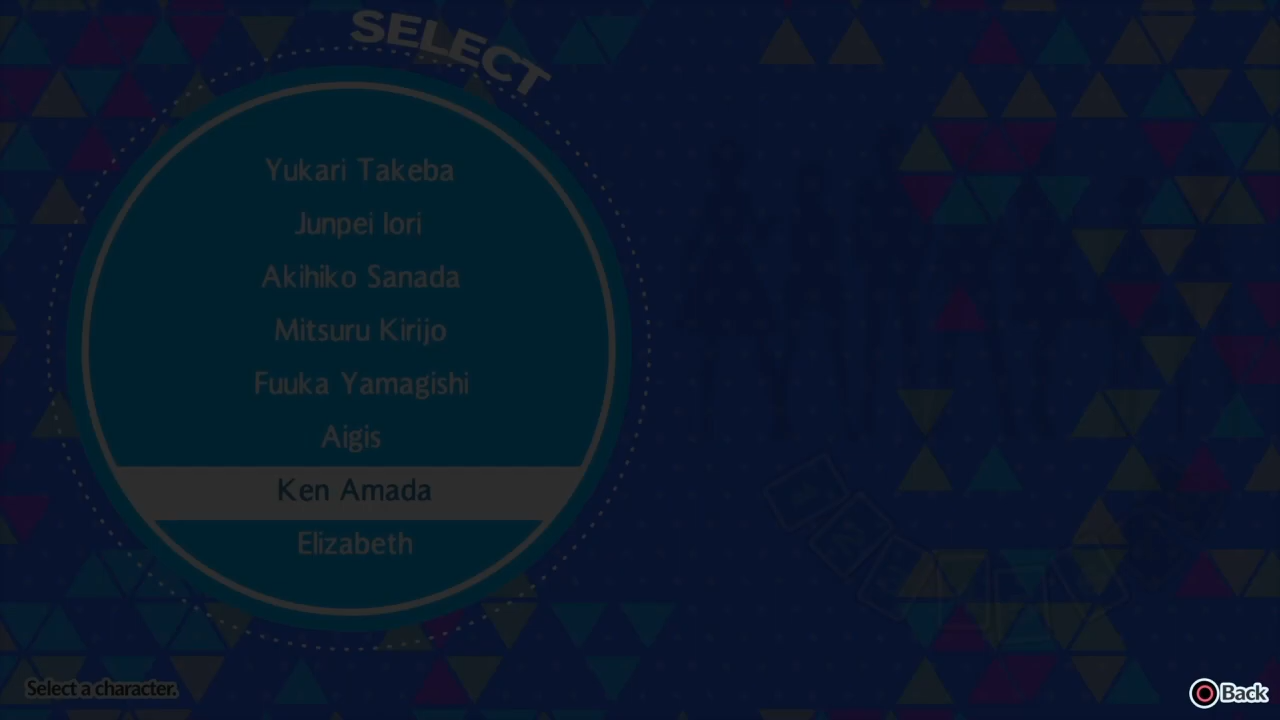 SELECT
Yukari Takeba
Junpei Iori
Akihiko Sanada
Mitsuru Kirijo
Fuuka Yamagishi
Aigis
Ken Amada
Elizabeth
Select a character.
Back